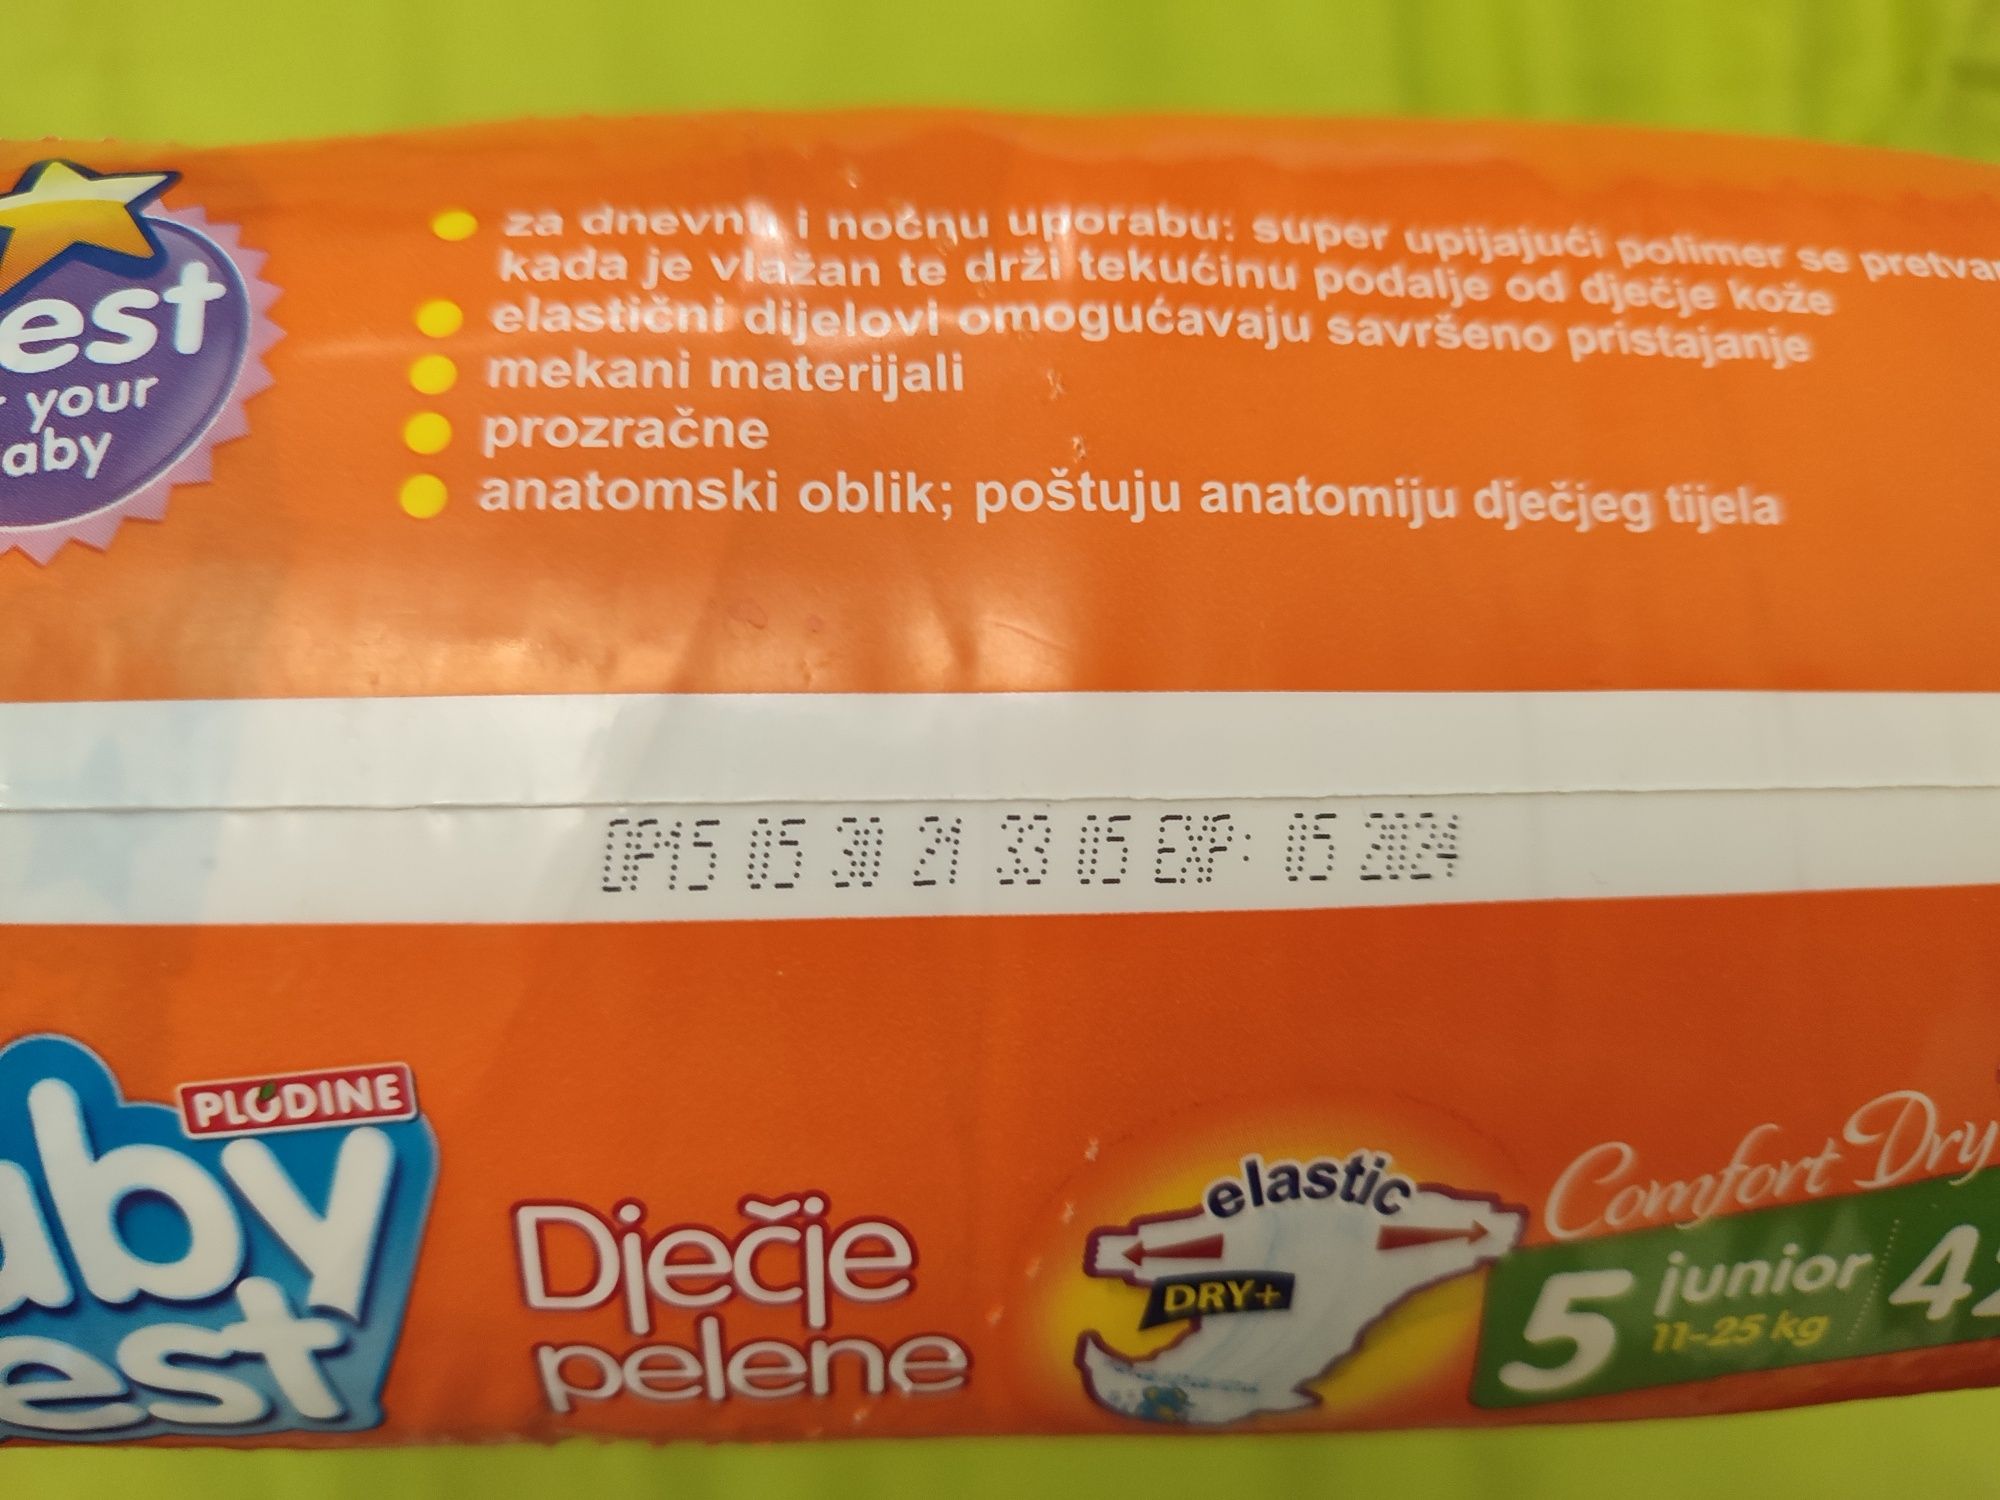 est
your
aby
za dnevnu i noćnu uporabu: super upijajući polimer se
kada je vlažan te drži tekućinu podalje od dječje kože
elastični dijelovi omogućavaju savršeno pristajanje
mekani materijali
prozračne
anatomski oblik; poštuju anatomiju dječjeg tijela
OP15 05 30 21 33 05 EXP: 05 2024
PLODINE
aby
est
Dječje
pelene
elastic
DRY+
Comfort Dry
5 junior
11-25 kg